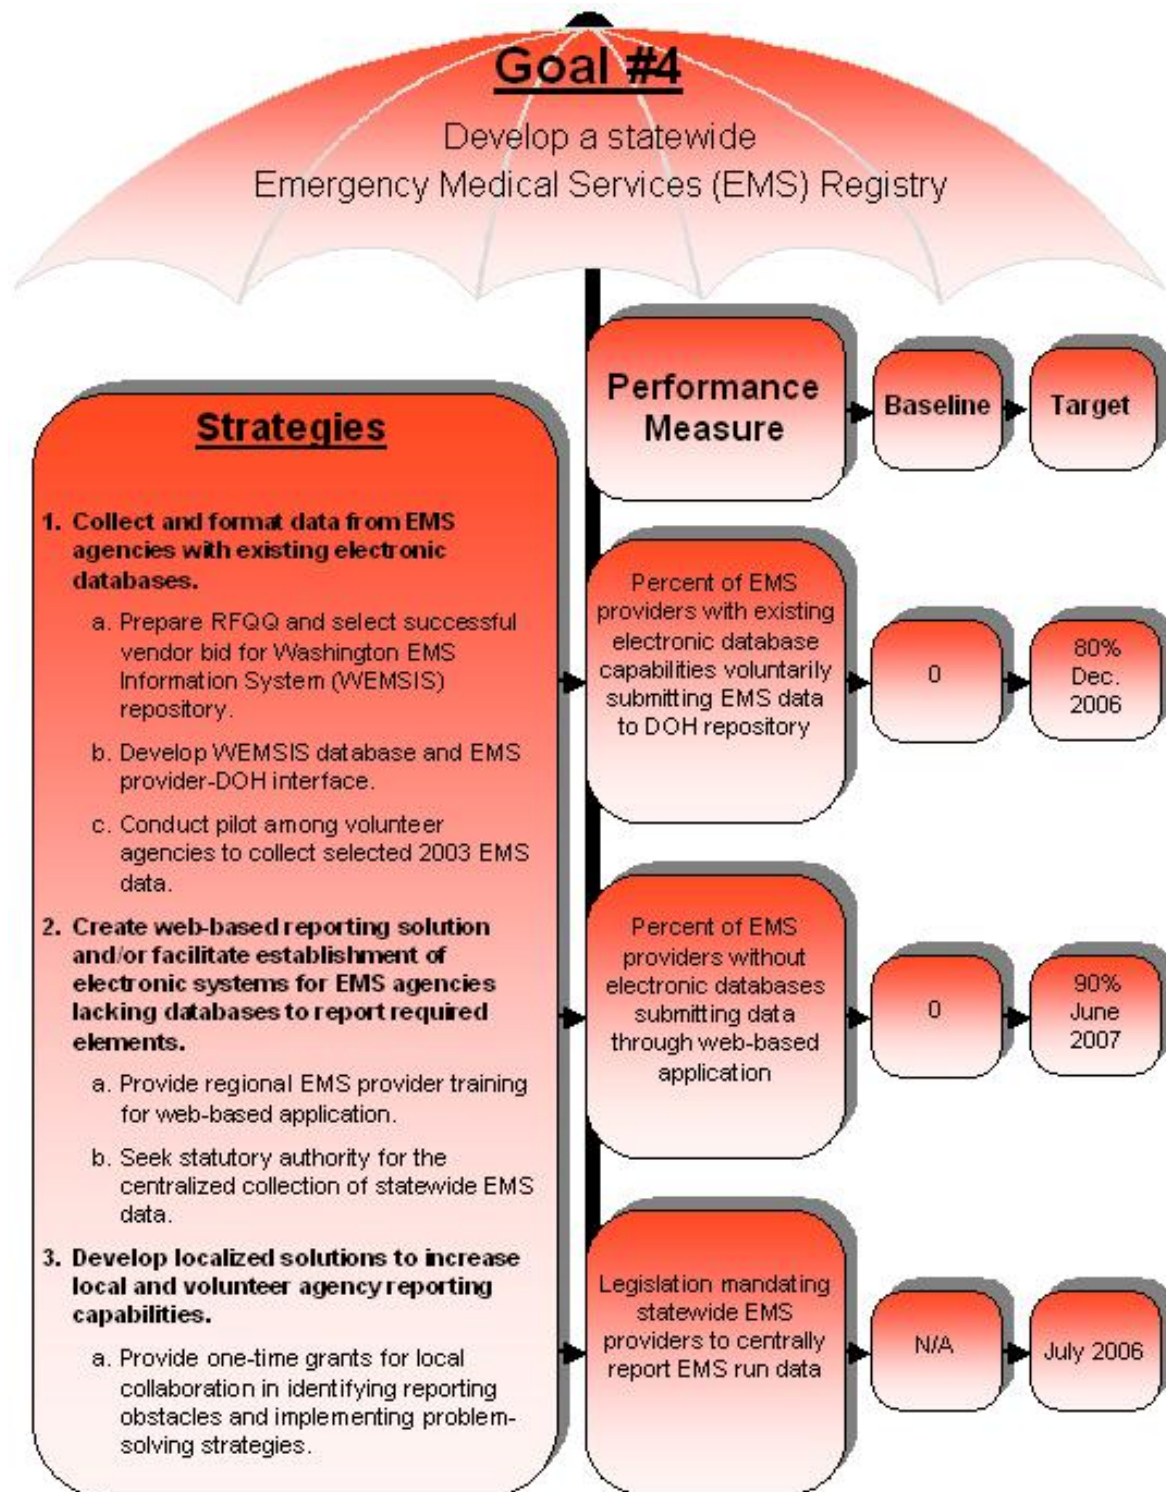 Goal #4
Develop a statewide
Emergency Medical Services (EMS) Registry
Performance
Measure
Baseline
Target
Strategies
1. Collect and format data from EMS
agencies with existing electronic
databases.
a. Prepare RFQQ and select successful
vendor bid for Washington EMS
Information System (WEMSIS)
repository.
b. Develop WEMSIS database and EMS
provider-DOH interface.
c. Conduct pilot among volunteer
agencies to collect selected 2003 EMS
data.
2. Create web-based reporting solution
and/or facilitate establishment of
electronic systems for EMS agencies
lacking databases to report required
elements.
a. Provide regional EMS provider training
for web-based application.
b. Seek statutory authority for the
centralized collection of statewide EMS
data.
3. Develop localized solutions to increase
local and volunteer agency reporting
capabilities.
a. Provide one-time grants for local
collaboration in identifying reporting
obstacles and implementing problem-
solving strategies.
Percent of EMS
providers with existing
electronic database
capabilities voluntarily
submitting EMS data
to DOH repository
0
80%
Dec.
2006
Percent of EMS
providers without
electronic databases
submitting data
through web-based
application
0
90%
June
2007
Legislation mandating
statewide EMS
providers to centrally
report EMS run data
N/A
July 2006